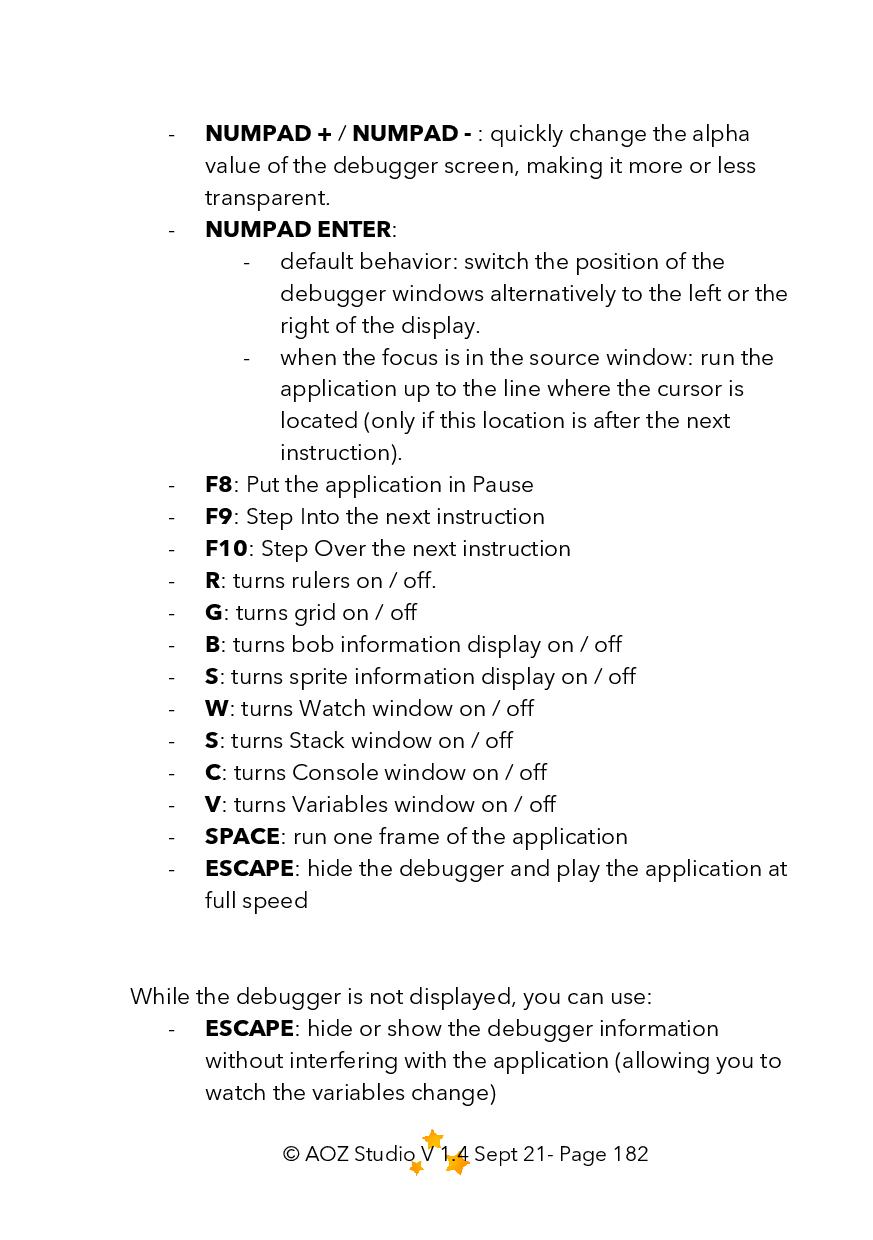 - NUMPAD + / NUMPAD - : quickly change the alpha
value of the debugger screen, making it more or less
transparent.
- NUMPAD ENTER:
- default behavior: switch the position of the
debugger windows alternatively to the left or the
right of the display.
- when the focus is in the source window: run the
application up to the line where the cursor is
located (only if this location is after the next
instruction).
- F8: Put the application in Pause
- F9: Step Into the next instruction
- F10: Step Over the next instruction
- R: turns rulers on / off.
- G: turns grid on / off
- B: turns bob information display on / off
- S: turns sprite information display on / off
- W: turns Watch window on / off
- S: turns Stack window on / off
- C: turns Console window on / off
- V: turns Variables window on / off
- SPACE: run one frame of the application
- ESCAPE: hide the debugger and play the application at
full speed
While the debugger is not displayed, you can use:
- ESCAPE: hide or show the debugger information
without interfering with the application (allowing you to
watch the variables change)
© AOZ Studio V 1.4 Sept 21- Page 182